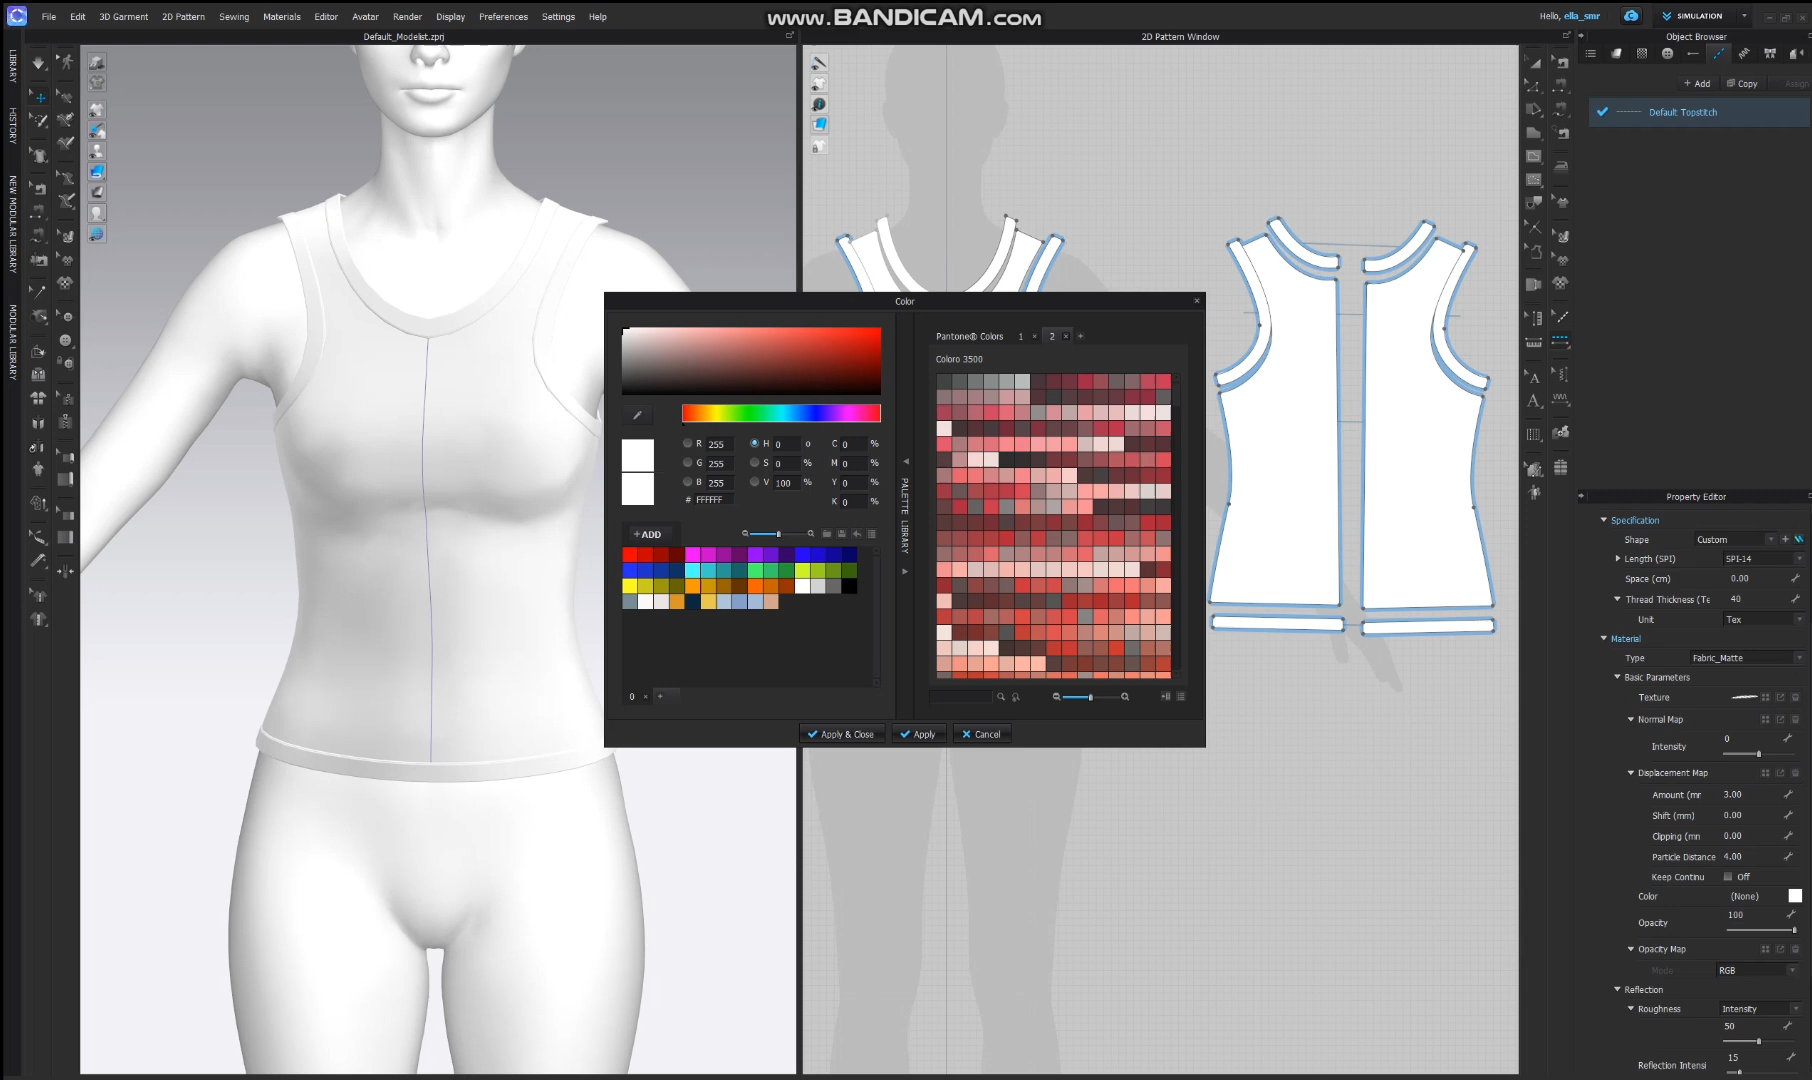 File Edit 3D Garment 2D Pattern Sewing Materials Editor Avatar Render Display Preferences Settings Help
www.BANDICAM.com
Hello, ella_smr
SIMULATION
Default_Modelist.zprj
2D Pattern Window
Object Browser
LIBRARY
HISTORY
NEW MODULAR LIBRARY
MODULAR LIBRARY
+ Add
Copy
Assign
Default Topstitch
Color
Pantone® Colors 1 × 2 × +
Coloro 3500
R 255 H 0 o C 0 %
G 255 S 0 % M 0 %
B 255 V 100 % Y 0 %
# FFFFFF K 0 %
+ADD
PALETTE LIBRARY
0 × +
Apply & Close
Apply
Cancel
Property Editor
Specification
Shape Custom
Length (SPI) SPI-14
Space (cm) 0.00
Thread Thickness (Te 40
Unit Tex
Material
Type Fabric_Matte
Basic Parameters
Texture
Normal Map
0
Intensity
Displacement Map
Amount (mr 3.00
Shift (mm) 0.00
Clipping (mn 0.00
Particle Distance 4.00
Keep Continu Off
Color (None)
100
Opacity
Opacity Map
Mode RGB
Reflection
Roughness Intensity
50
15
Reflection Intensi